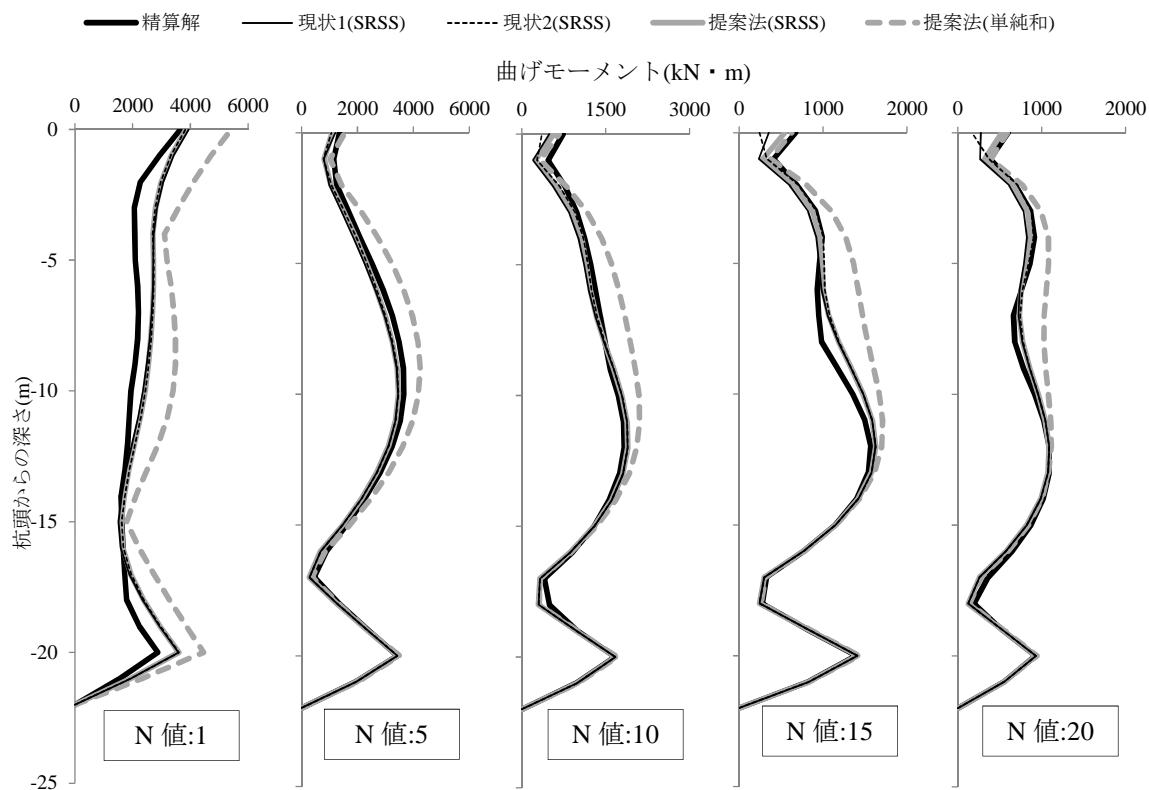 精算解 現状1(SRSS) 現状2(SRSS) 提案法(SRSS) 提案法(単純和)
曲げモーメント(kN・m)
0 2000 4000 6000 0 2000 4000 6000 0 1500 3000 0 1000 2000 0 1000 2000
0
-5
-10
-15
-20
-25
杭頭からの深さ(m)
N 値:1 N 値:5 N 値:10 N 値:15 N 値:20